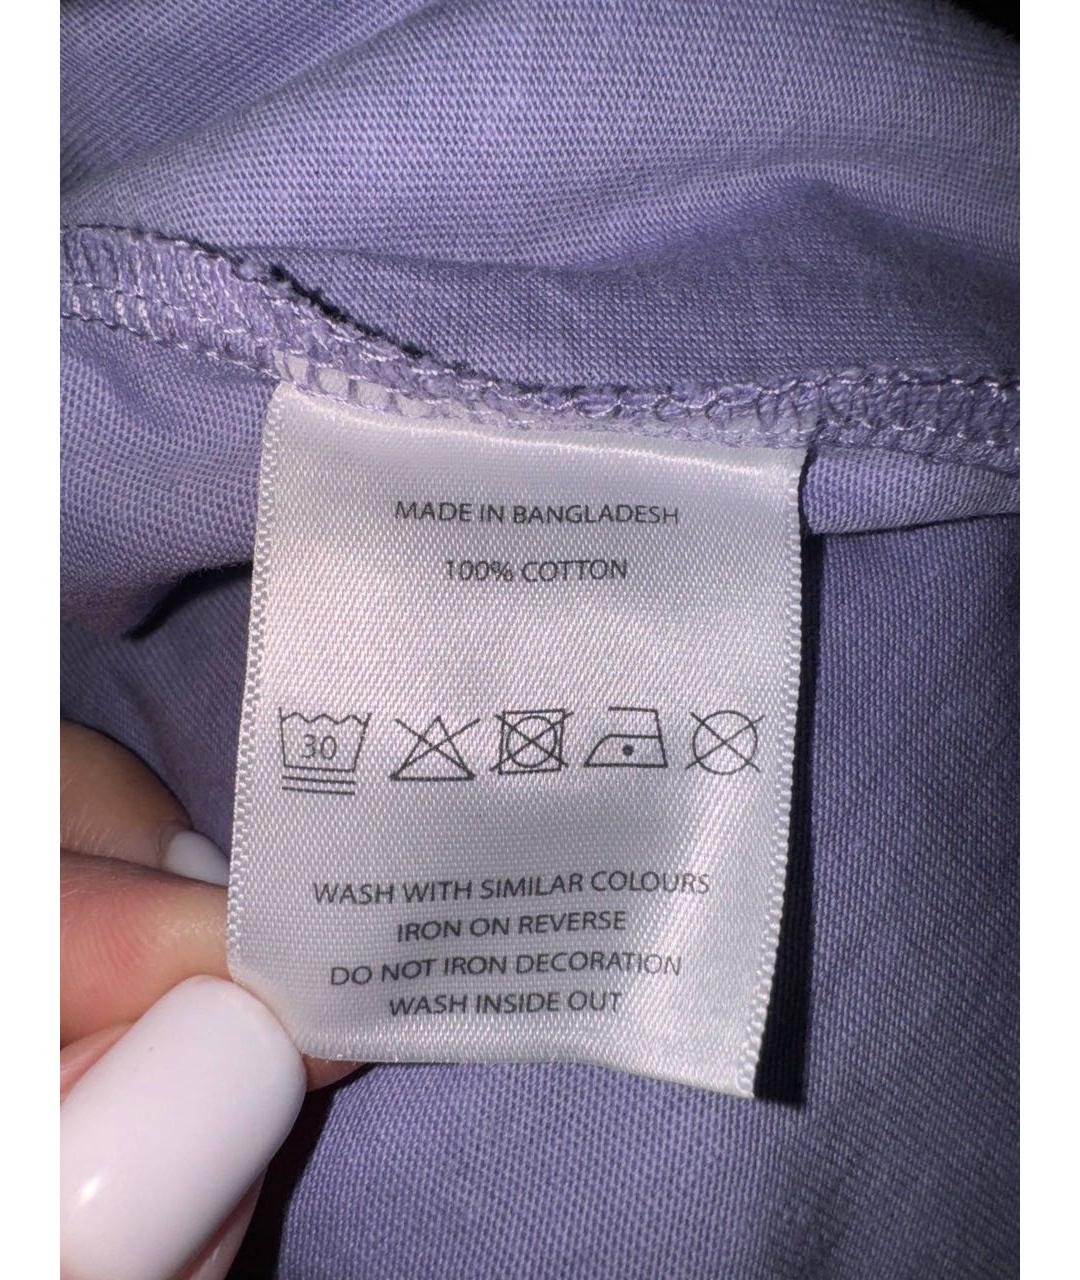 MADE IN BANGLADESH
100% COTTON
30
WASH WITH SIMILAR COLOURS
IRON ON REVERSE
DO NOT IRON DECORATION
WASH INSIDE OUT